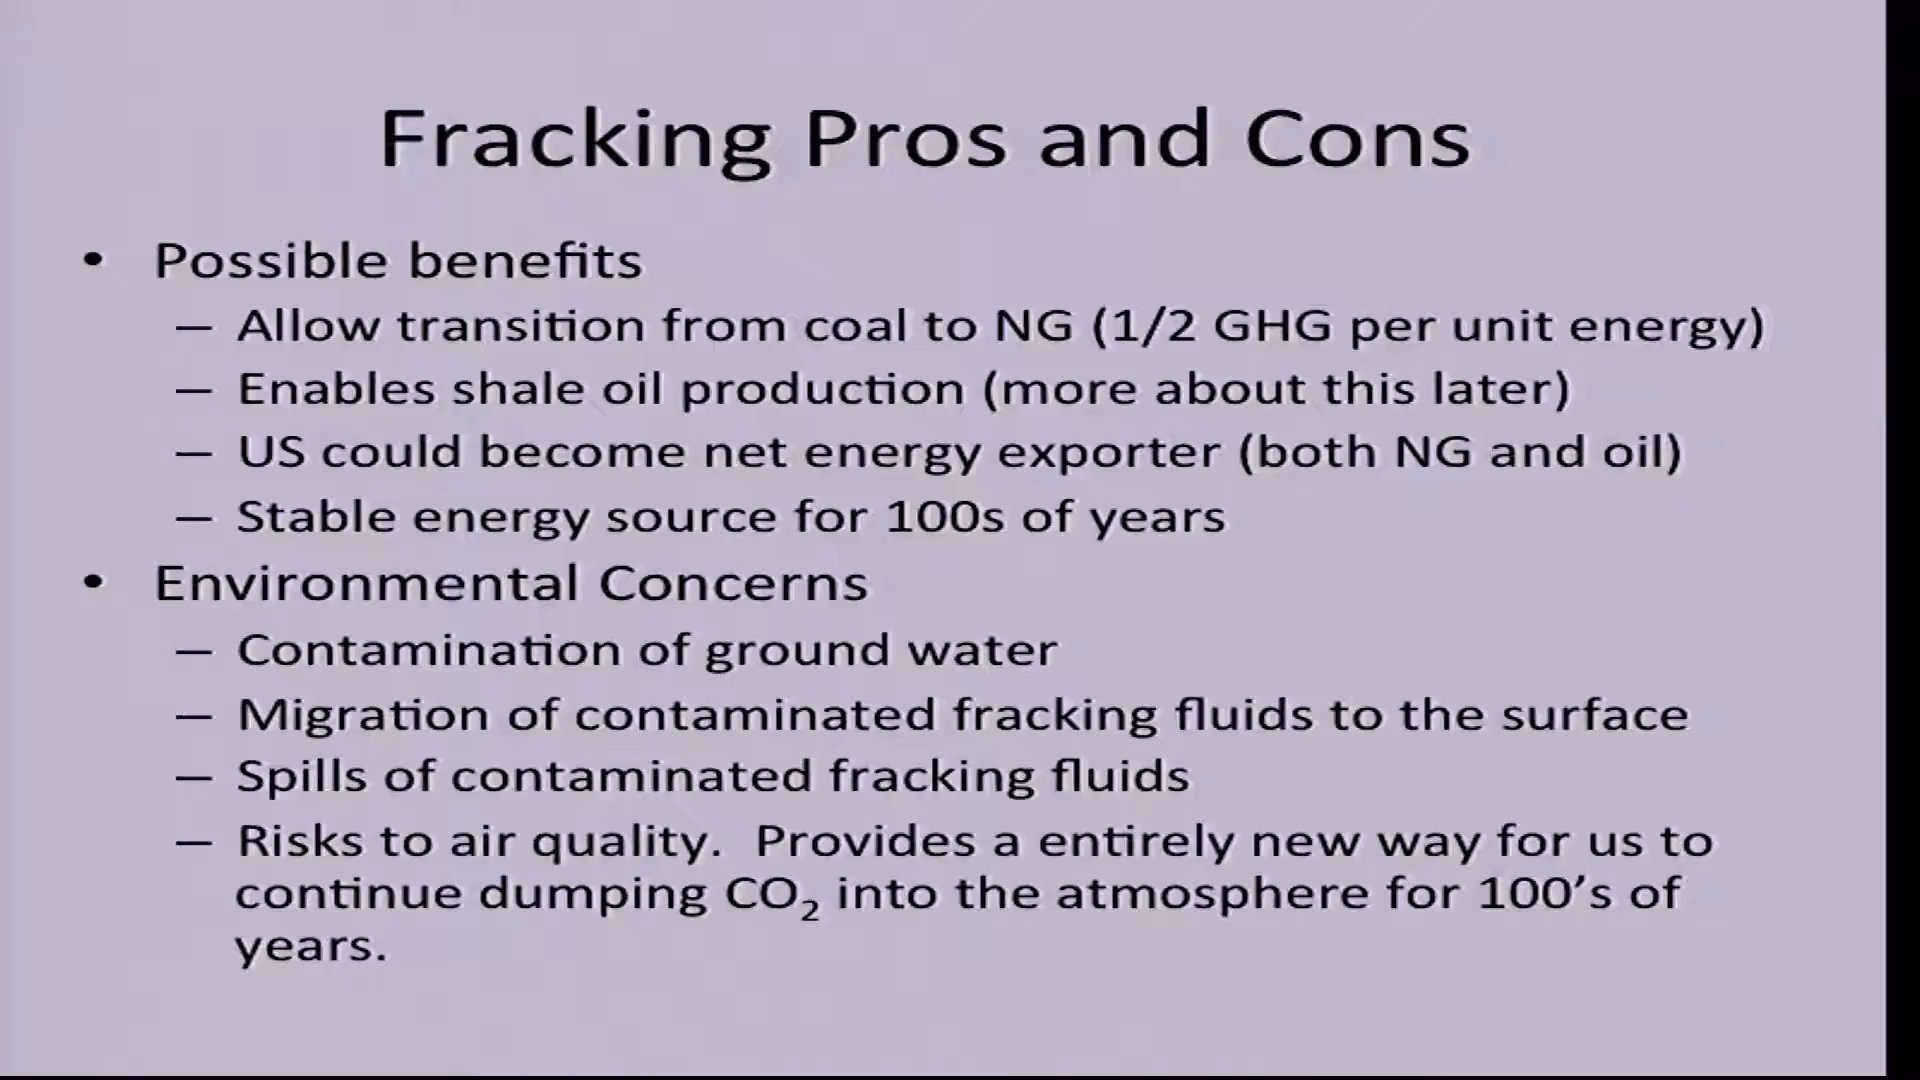 Fracking Pros and Cons
• Possible benefits
– Allow transition from coal to NG (1/2 GHG per unit energy)
– Enables shale oil production (more about this later)
– US could become net energy exporter (both NG and oil)
– Stable energy source for 100s of years
• Environmental Concerns
– Contamination of ground water
– Migration of contaminated fracking fluids to the surface
– Spills of contaminated fracking fluids
– Risks to air quality.  Provides a entirely new way for us to
continue dumping CO₂ into the atmosphere for 100’s of
years.